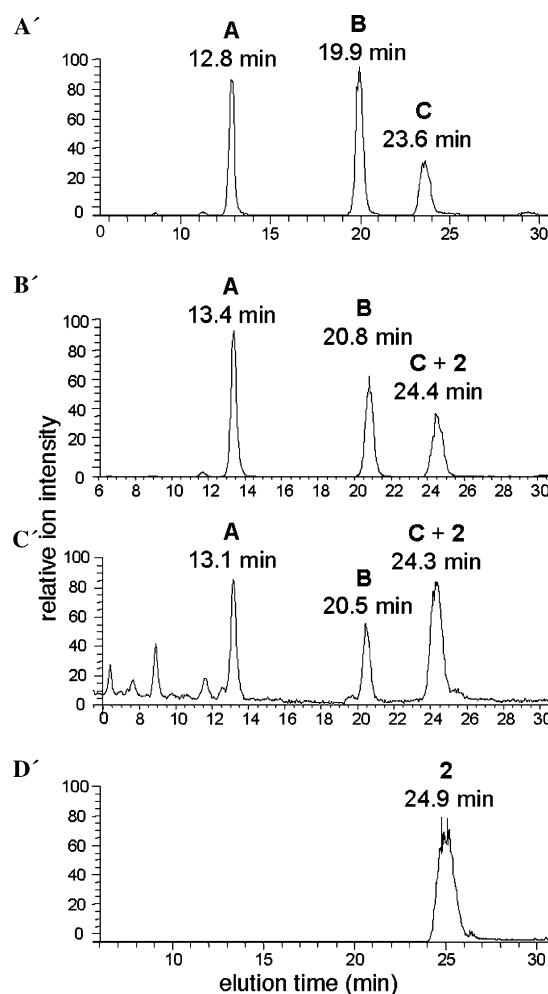 A´
A
12.8 min
B
19.9 min
C
23.6 min
100
80
60
40
20
0
0 10 15 20 25 30
B´
A
13.4 min
B
20.8 min
C + 2
24.4 min
100
80
60
40
20
0
6 8 10 12 14 16 18 20 22 24 26 28 30
relative ion intensity
C´
A
13.1 min
B
20.5 min
C + 2
24.3 min
100
80
60
40
20
0
0 4 8 12 14 16 18 20 22 24 26 28 30
D´
2
24.9 min
100
80
60
40
20
0
10 15 20 25 30
elution time (min)